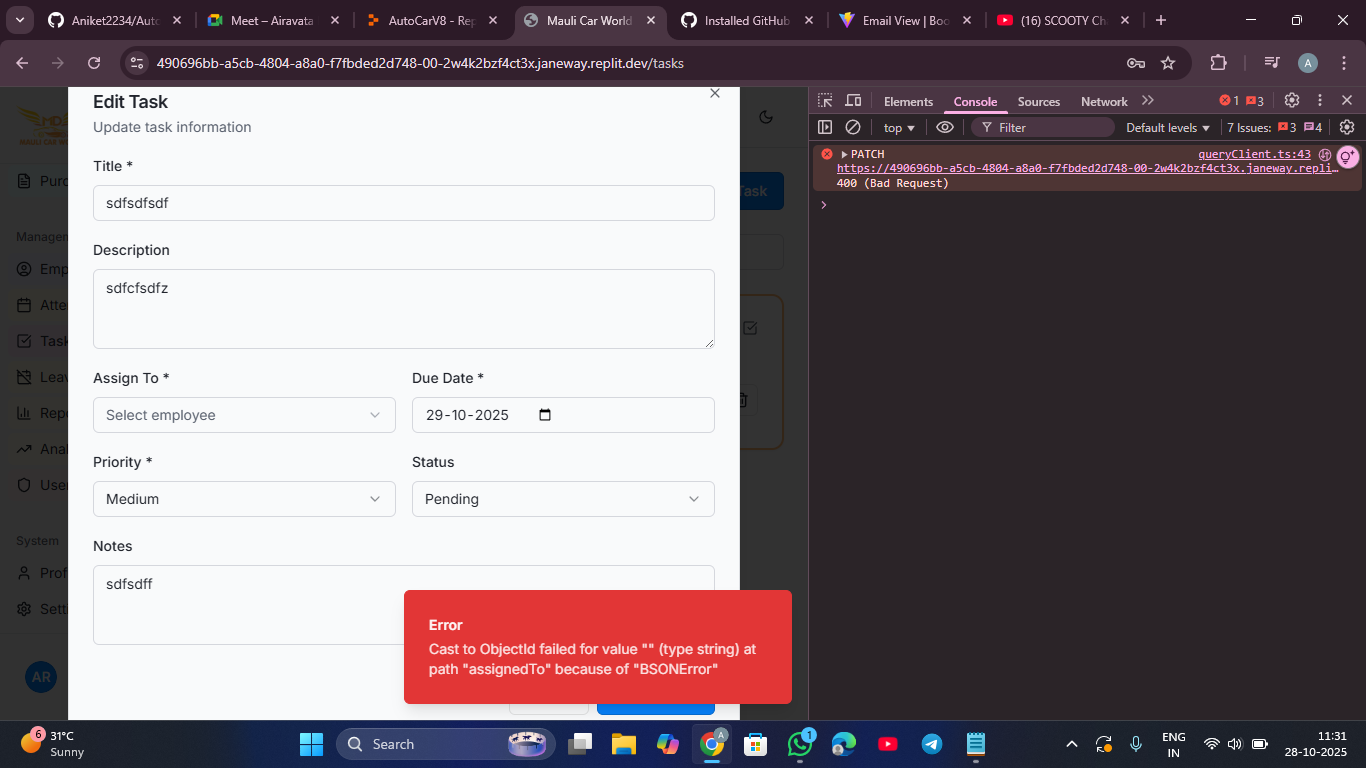 Aniket2234/Auto
Meet – Airavata
AutoCarV8 - Rep
Mauli Car World
Installed GitHub
Email View | Boo
(16) SCOOTY Ch
490696bb-a5cb-4804-a8a0-f7fbded2d748-00-2w4k2bzf4ct3x.janeway.replit.dev/tasks
A
Edit Task
Update task information
Title *
sdfsdfsdf
Description
sdfcfsdfz
Assign To *
Due Date *
Select employee
29-10-2025
Priority *
Status
Medium
Pending
Notes
sdfsdff
Error
Cast to ObjectId failed for value "" (type string) at
path "assignedTo" because of "BSONError"
MAULI CAR WO
Purc
Managem
Emp
Atte
Task
Leav
Repo
Anal
User
System
Prof
Setti
AR
Task
Elements
Console
Sources
Network
1
3
top
Filter
Default levels
7 Issues:
3
4
PATCH
queryClient.ts:43
https://490696bb-a5cb-4804-a8a0-f7fbded2d748-00-2w4k2bzf4ct3x.janeway.repli…
400 (Bad Request)
6
31°C
Sunny
Search
A
1
ENG
IN
11:31
28-10-2025